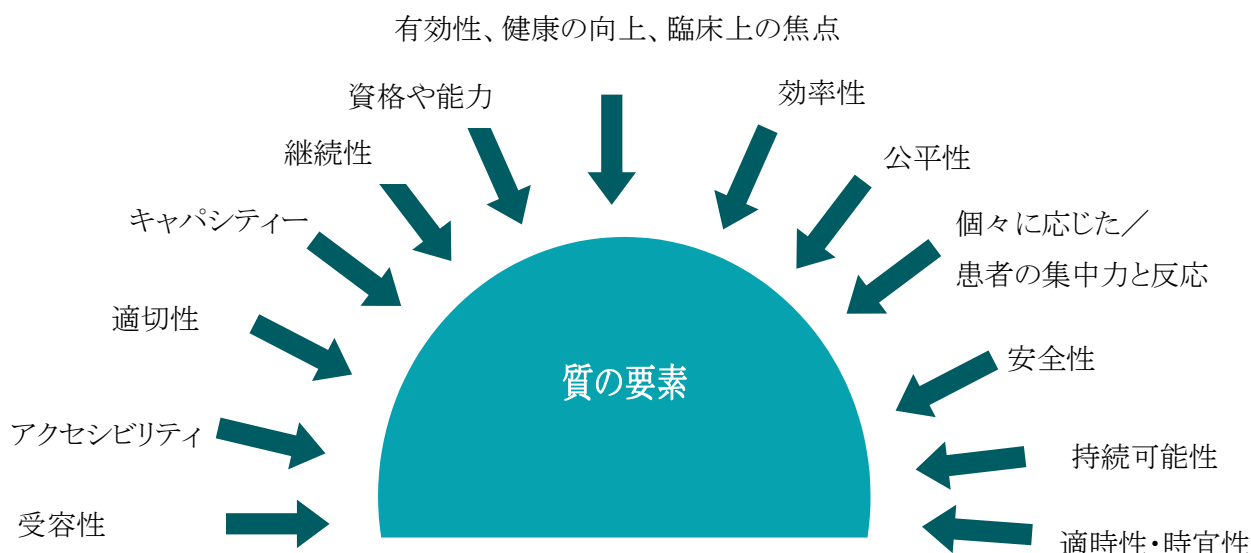 有効性、健康の向上、臨床上の焦点
資格や能力
効率性
継続性
公平性
キャパシティー
個々に応じた／
患者の集中力と反応
適切性
安全性
質の要素
アクセシビリティ
持続可能性
受容性
適時性・時宜性